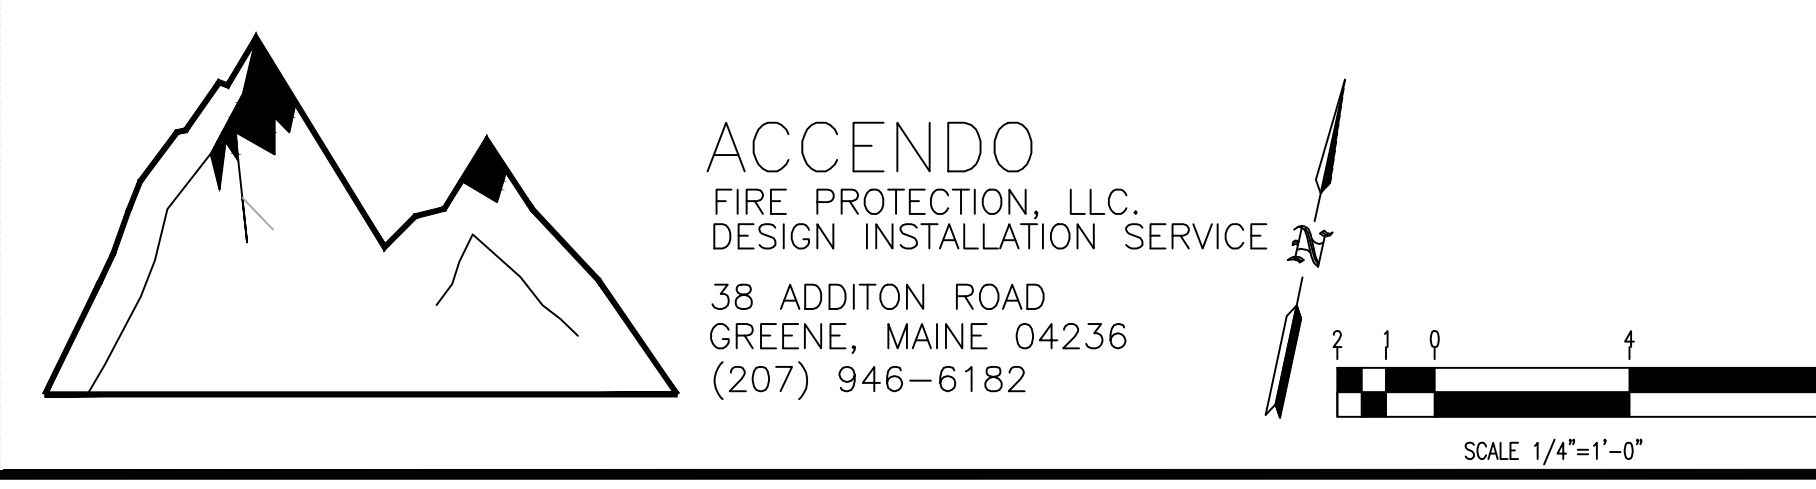 ACCENDO
FIRE PROTECTION, LLC.
DESIGN INSTALLATION SERVICE
38 ADDITON ROAD
GREENE, MAINE 04236
(207) 946-6182
N
2 1 0 4
SCALE 1/4"=1'-0"